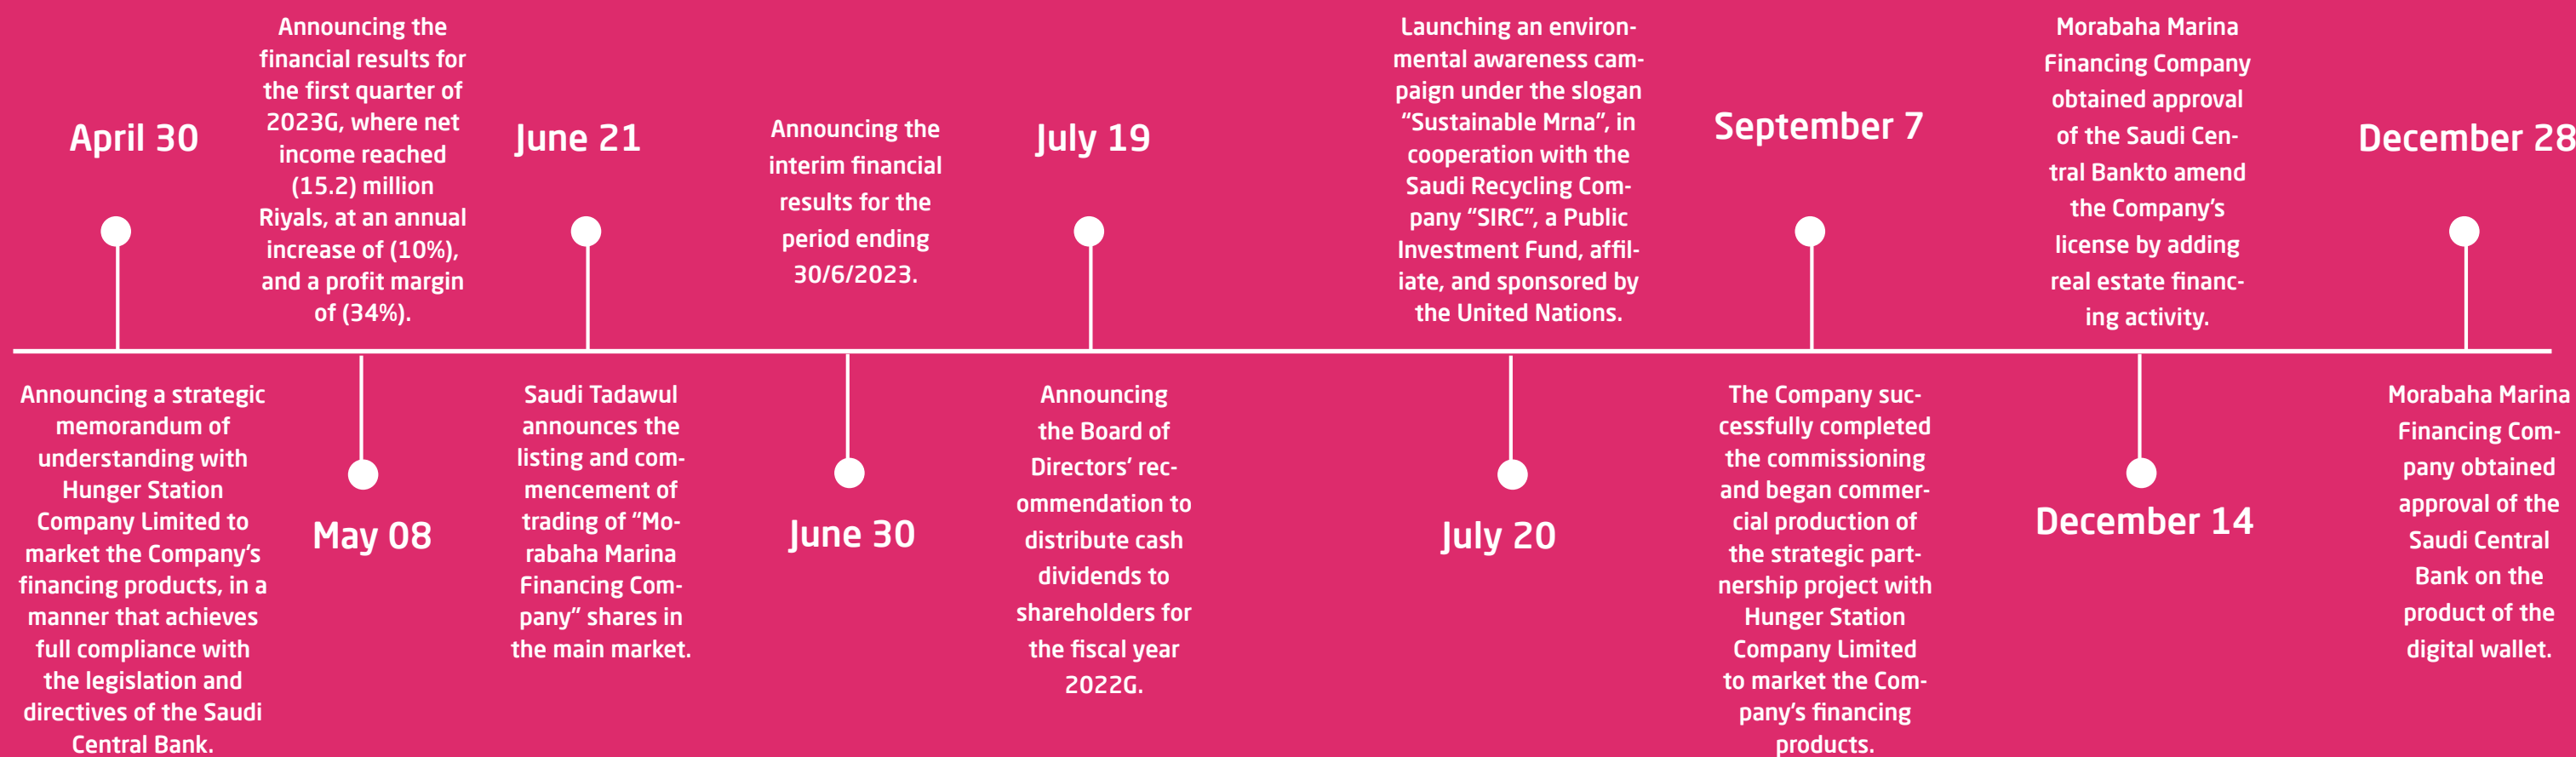 April 30
Announcing a strategic
memorandum of
understanding with
Hunger Station
Company Limited to
market the Company's
financing products, in a
manner that achieves
full compliance with
the legislation and
directives of the Saudi
Central Bank.
Announcing the
financial results for
the first quarter of
2023G, where net
income reached
(15.2) million
Riyals, at an annual
increase of (10%),
and a profit margin
of (34%).
May 08
June 21
Saudi Tadawul
announces the
listing and com-
mencement of
trading of “Mo-
rabaha Marina
Financing Com-
pany” shares in
the main market.
Announcing the
interim financial
results for the
period ending
30/6/2023.
June 30
July 19
Announcing
the Board of
Directors’ rec-
ommendation to
distribute cash
dividends to
shareholders for
the fiscal year
2022G.
Launching an environ-
mental awareness cam-
paign under the slogan
“Sustainable Mrna”, in
cooperation with the
Saudi Recycling Com-
pany “SIRC”, a Public
Investment Fund, affil-
iate, and sponsored by
the United Nations.
July 20
September 7
The Company suc-
cessfully completed
the commissioning
and began commer-
cial production of
the strategic part-
nership project with
Hunger Station
Company Limited
to market the Com-
pany’s financing
products.
Morabaha Marina
Financing Company
obtained approval
of the Saudi Cen-
tral Bankto amend
the Company’s
license by adding
real estate financ-
ing activity.
December 14
December 28
Morabaha Marina
Financing Com-
pany obtained
approval of the
Saudi Central
Bank on the
product of the
digital wallet.